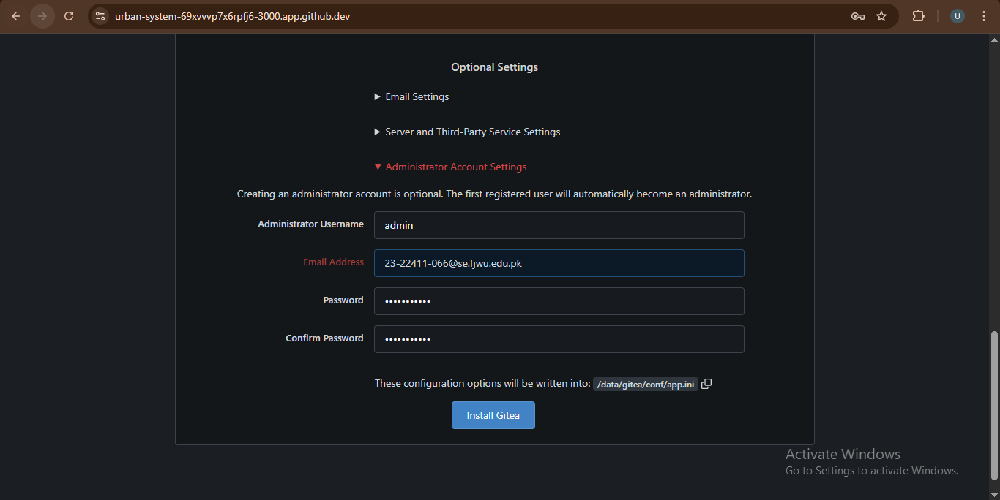 urban-system-69xvvvp7x6rpfj6-3000.app.github.dev
U
Optional Settings
Email Settings
Server and Third-Party Service Settings
Administrator Account Settings
Creating an administrator account is optional. The first registered user will automatically become an administrator.
Administrator Username admin
Email Address 23-22411-066@se.fjwu.edu.pk
Password •••••••••••
Confirm Password •••••••••••
These configuration options will be written into: /data/gitea/conf/app.ini
Install Gitea
Activate Windows
Go to Settings to activate Windows.